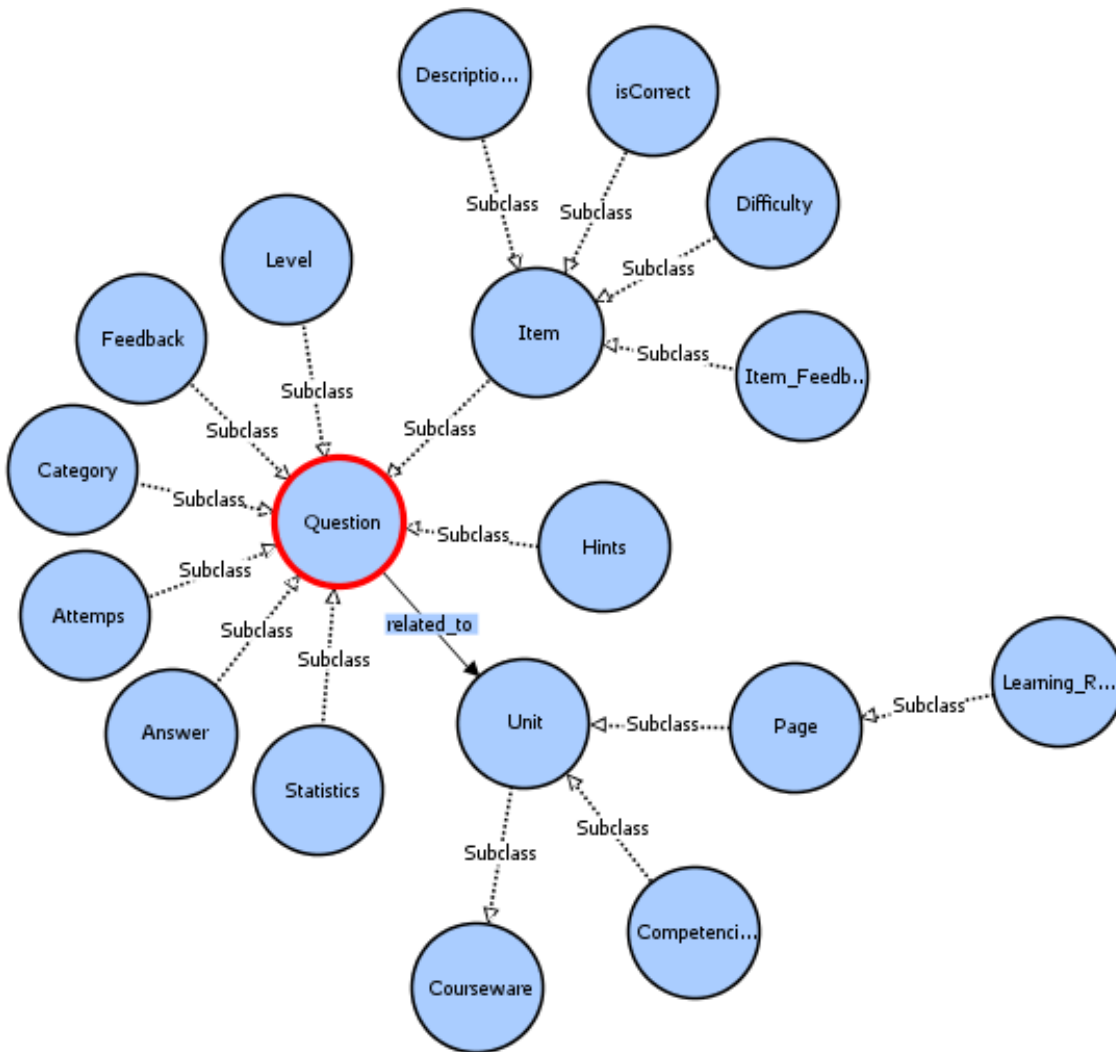 Descriptio...
isCorrect
Difficulty
Subclass
Subclass
Level
Subclass
Item
Feedback
Subclass
Item_Feedb..
Subclass
Subclass
Subclass
Category
Subclass
Question
Subclass
Hints
Subclass
Attemps
Subclass
related_to
Subclass
Learning_R...
Subclass
Answer
Unit
Subclass
Page
Statistics
Subclass
Subclass
Competenci...
Courseware